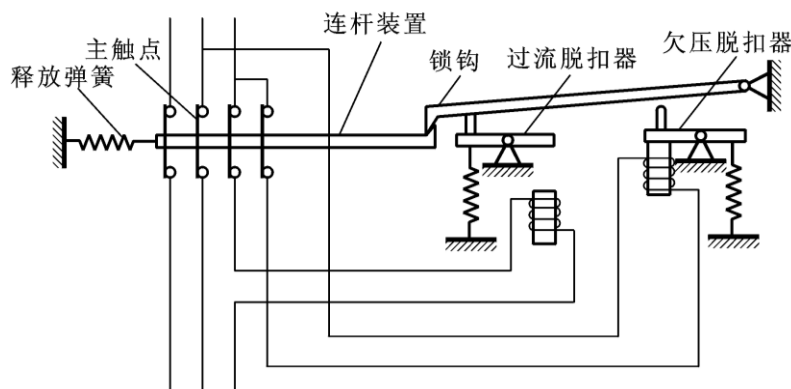 连杆装置
主触点
释放弹簧
锁钩
过流脱扣器
欠压脱扣器